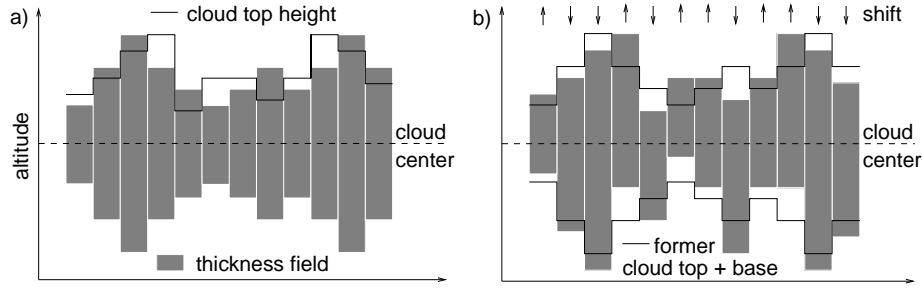 a)
cloud top height
altitude
cloud
center
thickness field
b)
shift
cloud
center
former
cloud top + base